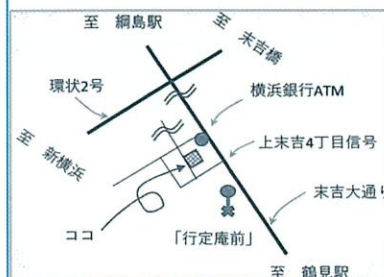 至 綱島駅
至 末吉橋
環状2号
横浜銀行ATM
上末吉4丁目信号
至 新横浜
末吉大通り
ココ
「行定庵前」
至 鶴見駅